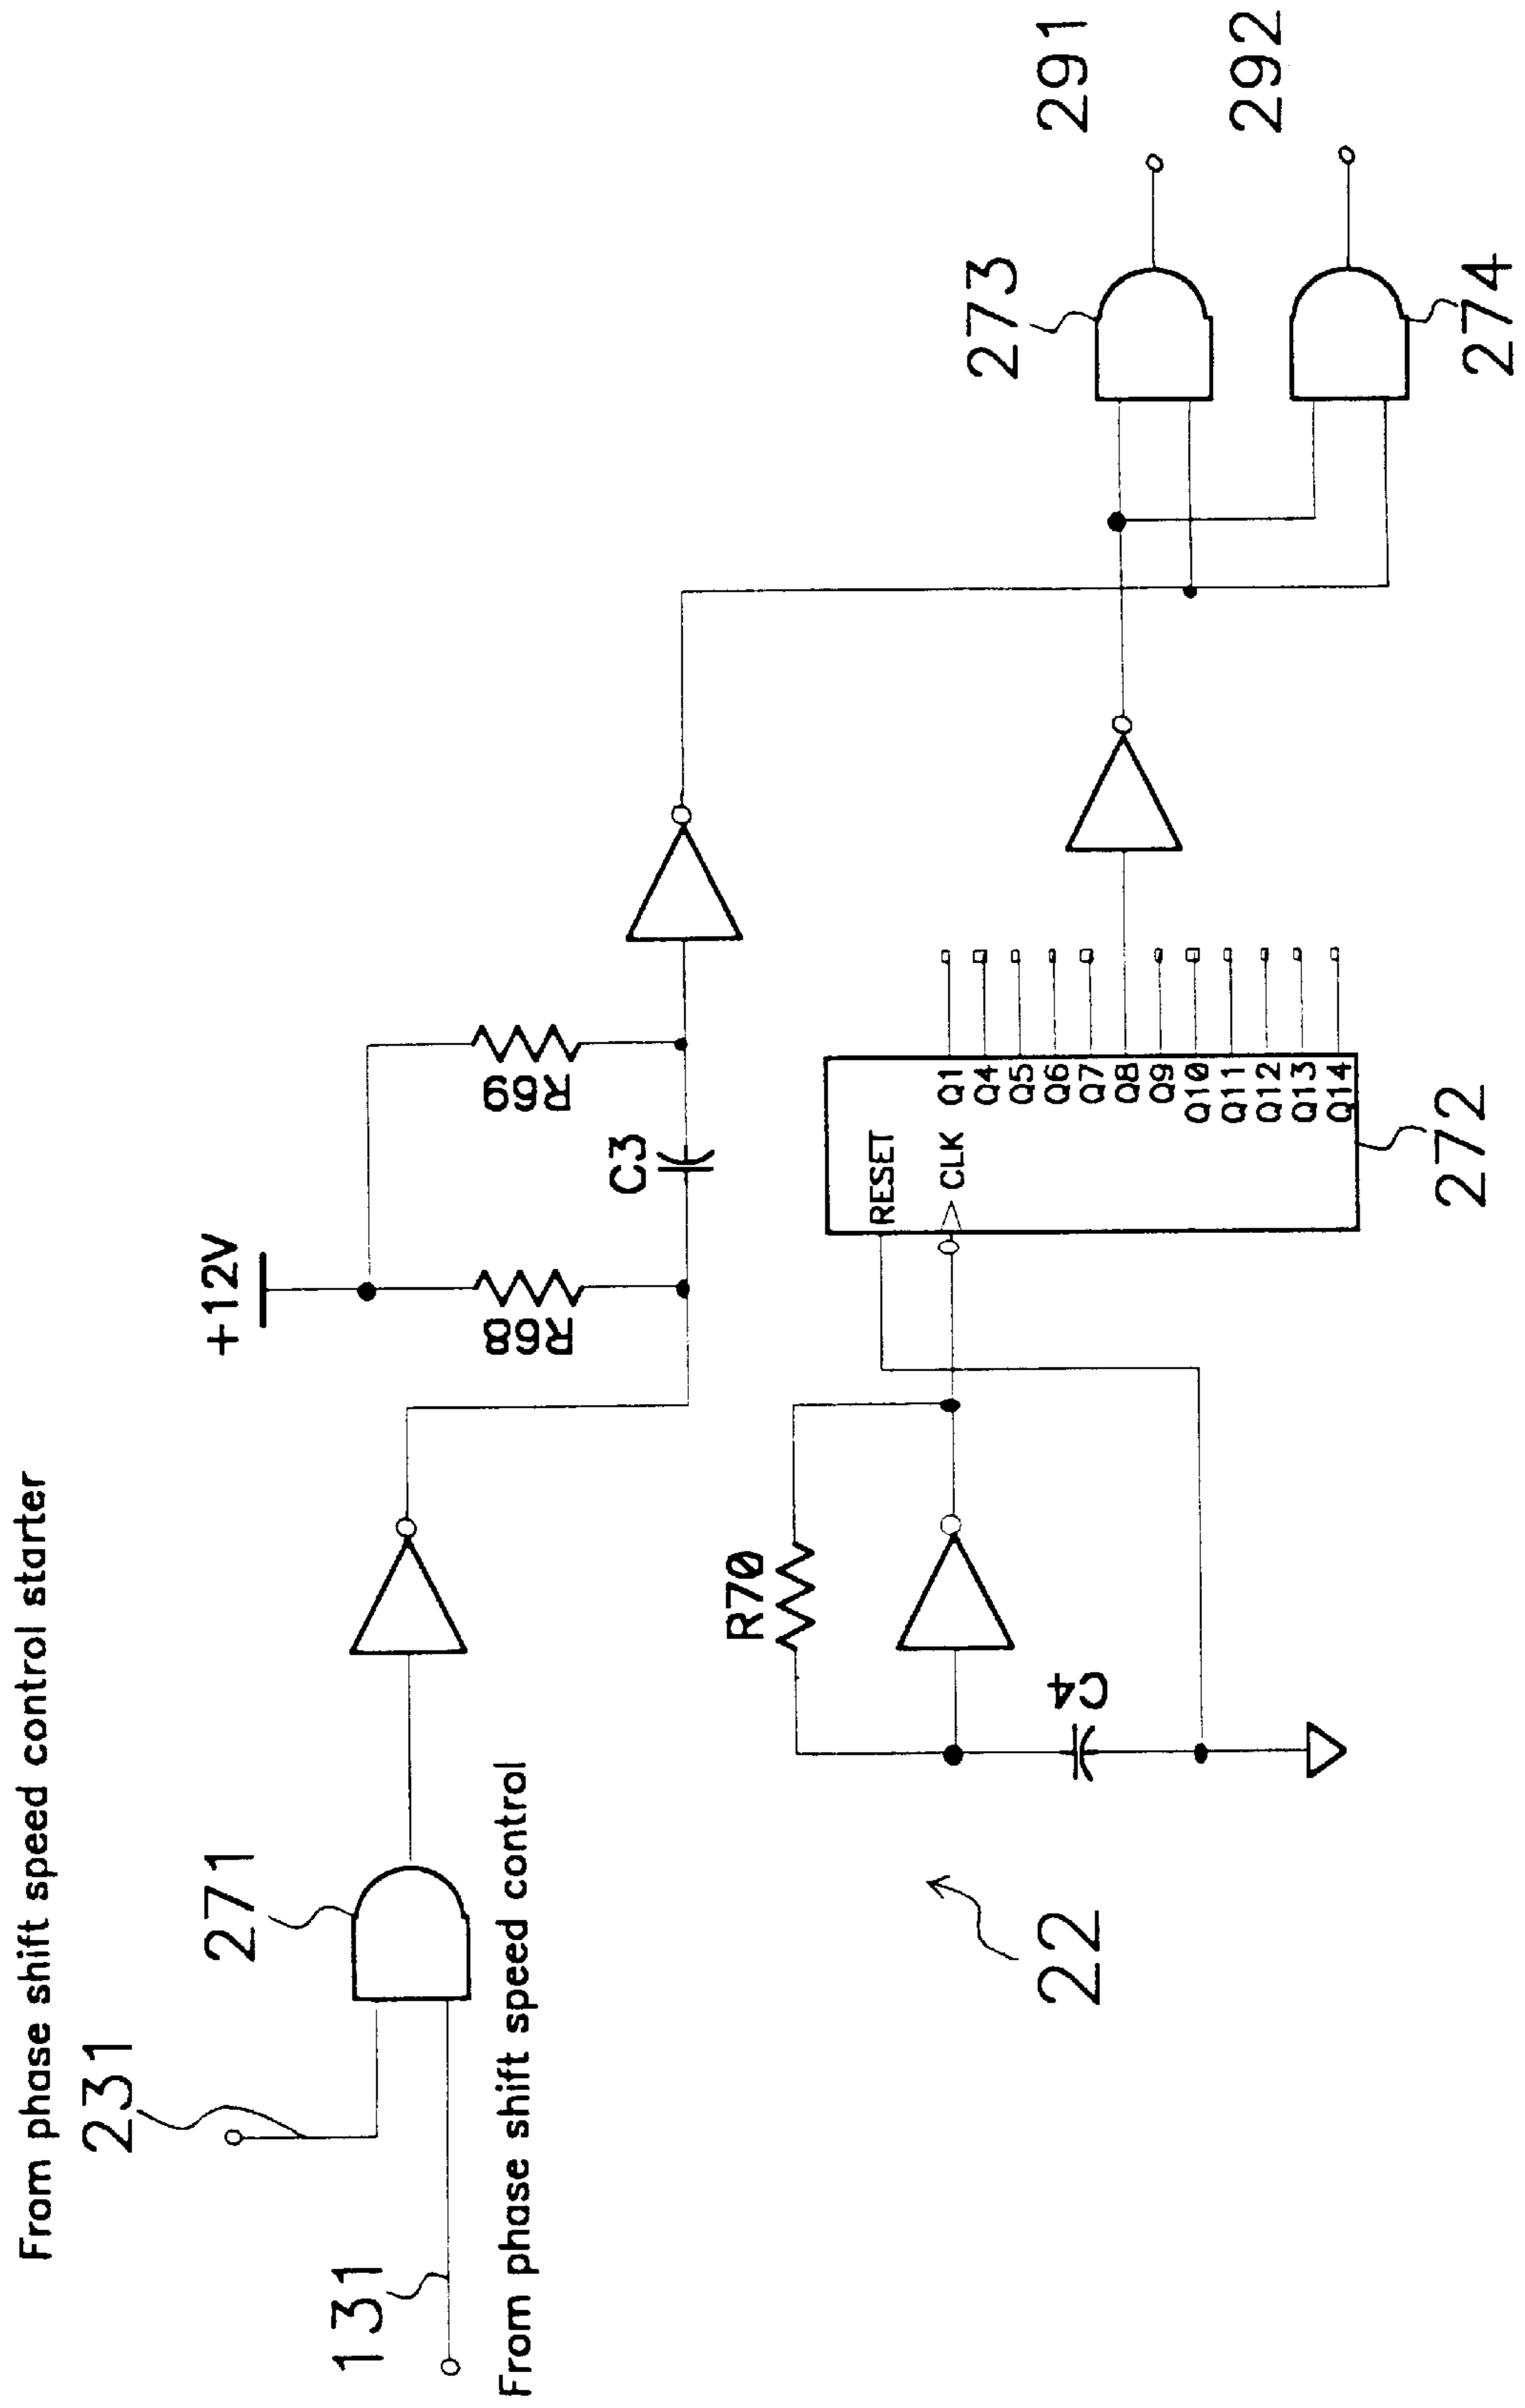 From phase shift speed control starter
231
271
131
From phase shift speed control
+12V
R68
R69
C3
R70
C4
22
RESET
CLK
Q1
Q4
Q5
Q6
Q7
Q8
Q9
Q10
Q11
Q12
Q13
Q14
272
273
291
274
292